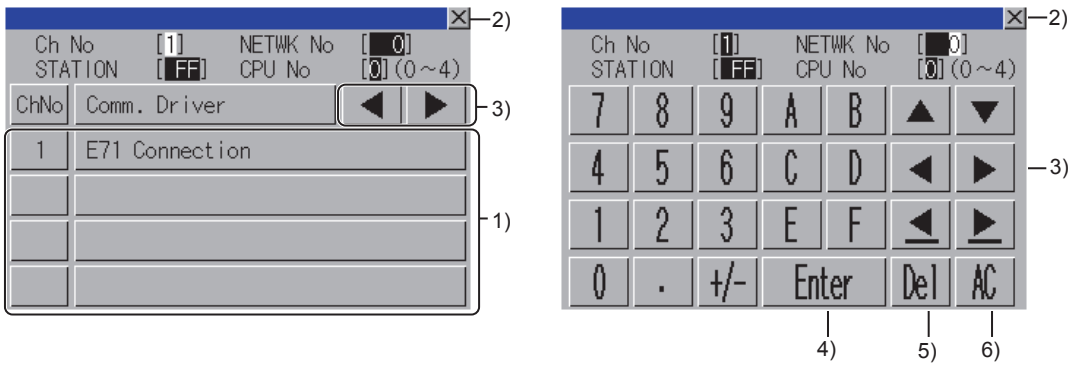 2)
Ch No [1] NETWK No [ 0]
STATION [ FF] CPU No [0](0~4)
ChNo Comm. Driver ◀ ▶
3)
1 E71 Connection
1)
2)
Ch No [1] NETWK No [ 0]
STATION [ FF] CPU No [0](0~4)
7 8 9 A B ▲ ▼
4 5 6 C D ◀ ▶
3)
1 2 3 E F ◀ ▶
0 . +/- Enter Del AC
4) 5) 6)